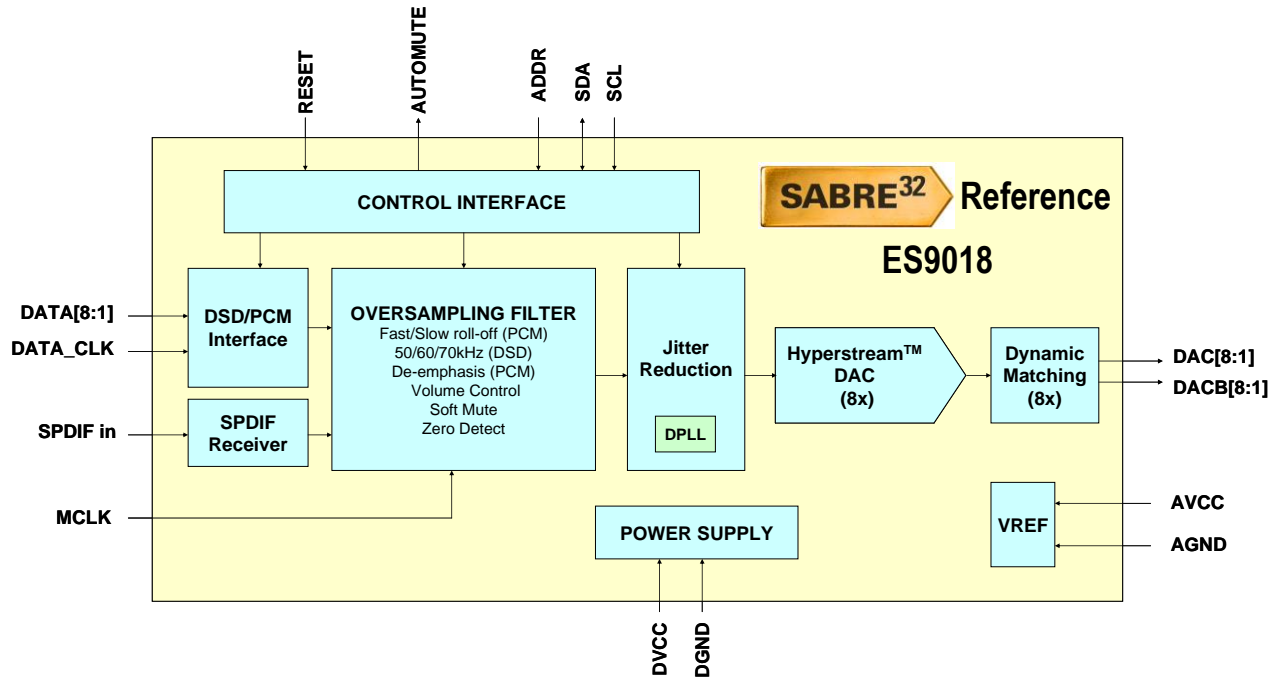 RESET
AUTOMUTE
ADDR
SDA
SCL
CONTROL INTERFACE
SABRE32
Reference
ES9018
DATA[8:1]
DATA_CLK
DSD/PCM
Interface
OVERSAMPLING FILTER
Fast/Slow roll-off (PCM)
50/60/70kHz (DSD)
De-emphasis (PCM)
Volume Control
Soft Mute
Zero Detect
Jitter
Reduction
DPLL
Hyperstream™
DAC
(8x)
Dynamic
Matching
(8x)
DAC[8:1]
DACB[8:1]
SPDIF in
SPDIF
Receiver
MCLK
POWER SUPPLY
VREF
AVCC
AGND
DVCC
DGND